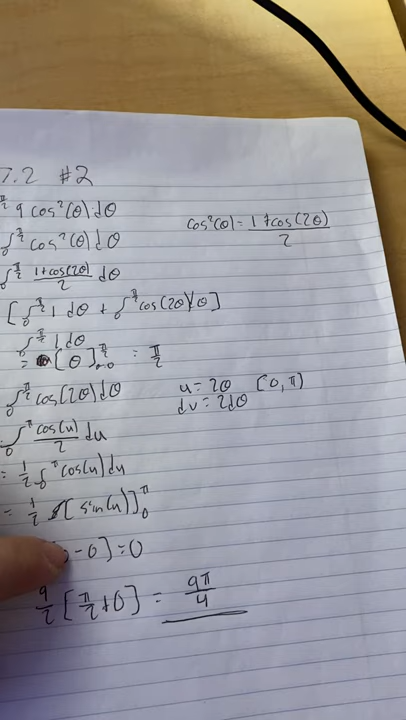 7.2 #2
π/2 9 cos²(θ) dθ
cos²(θ) = 1 + cos(2θ) / 2
∫₀^π/2 cos²(θ) dθ
∫₀^π/2 1+cos(2θ) / 2 dθ
[∫₀^π/2 1 dθ + ∫₀^π/2 cos(2θ) dθ]
∫₀^π/2 1 dθ
= [θ]^π/2 _θ=0 = π/2
∫₀^π/2 cos(2θ) dθ
u = 2θ [0, π]
du = 2dθ
∫₀^π cos(u) / 2 du
= 1/2 ∫₀^π cos(u) du
= 1/2 [sin(u)]₀^π
- 0] = 0
9/2 [π/2 + 0] = 9π/4